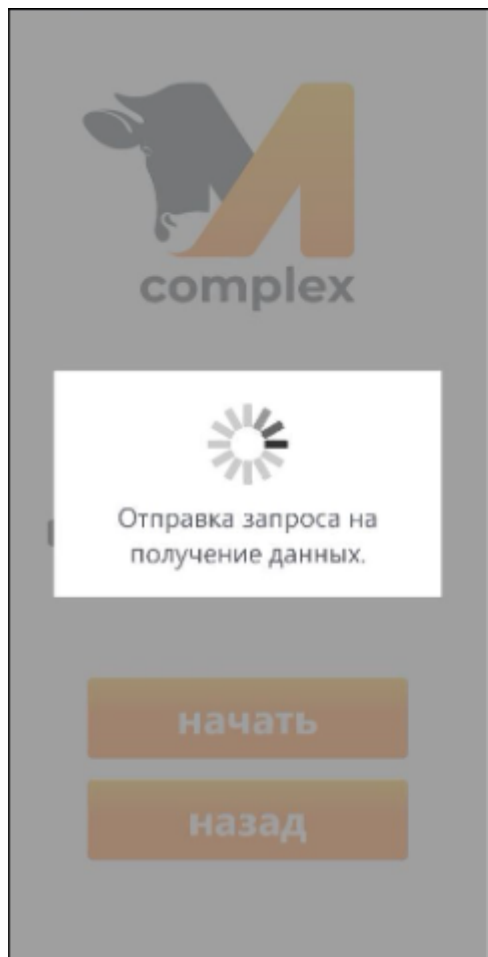 complex
Отправка запроса на
получение данных.
начать
назад